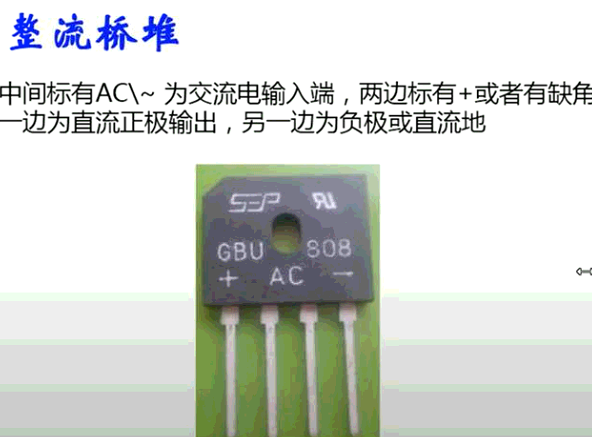 整流桥堆
中间标有AC\~ 为交流电输入端，两边标有+或者有缺角
一边为直流正极输出，另一边为负极或直流地
SEP
GBU 808
+ AC −